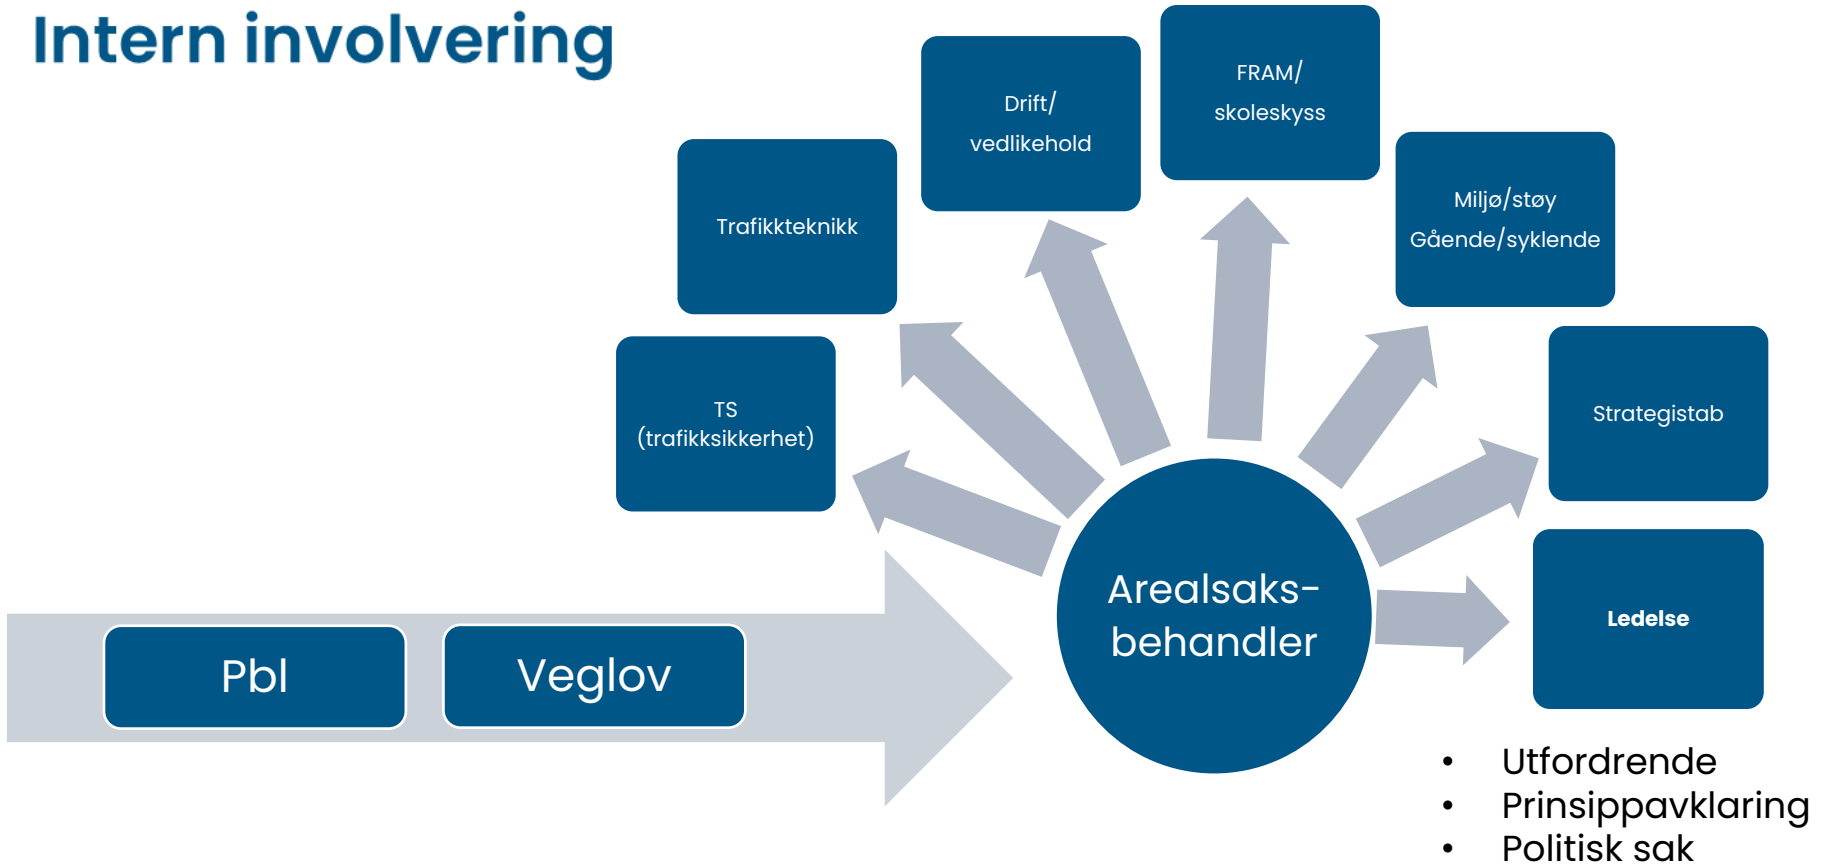 Intern involvering
FRAM/
skoleskyss
Drift/
vedlikehold
Trafikkteknikk
Miljø/støy
Gående/syklende
TS
(trafikksikkerhet)
Strategistab
Arealsaks-
behandler
Ledelse
Pbl
Veglov
• Utfordrende
• Prinsippavklaring
• Politisk sak